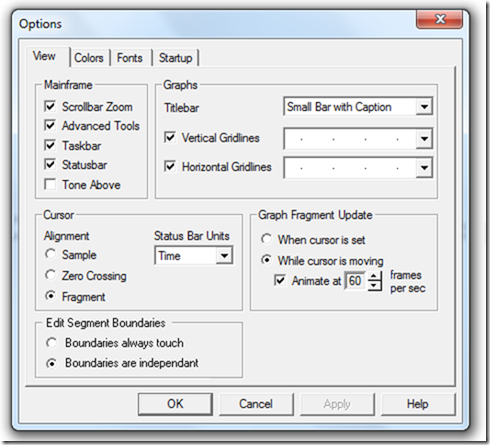 Options
View Colors Fonts Startup
Mainframe
Scrollbar Zoom
Advanced Tools
Taskbar
Statusbar
Tone Above
Graphs
Titlebar Small Bar with Caption
Vertical Gridlines
Horizontal Gridlines
Cursor
Alignment
Sample
Zero Crossing
Fragment
Status Bar Units
Time
Graph Fragment Update
When cursor is set
While cursor is moving
Animate at 60 frames
per sec
Edit Segment Boundaries
Boundaries always touch
Boundaries are independant
OK Cancel Apply Help